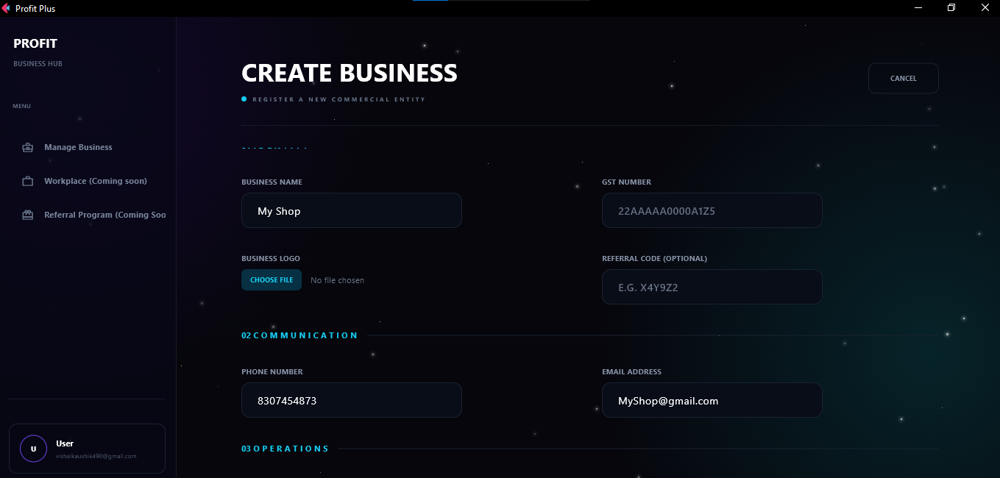 Profit Plus
PROFIT
BUSINESS HUB
MENU
Manage Business
Workplace (Coming soon)
Referral Program (Coming Soo
U
User
vishalkaushik490@gmail.com
CREATE BUSINESS
REGISTER A NEW COMMERCIAL ENTITY
CANCEL
BUSINESS NAME
My Shop
GST NUMBER
22AAAAA0000A1Z5
BUSINESS LOGO
CHOOSE FILE No file chosen
REFERRAL CODE (OPTIONAL)
E.G. X4Y9Z2
02 COMMUNICATION
PHONE NUMBER
8307454873
EMAIL ADDRESS
MyShop@gmail.com
03 OPERATIONS